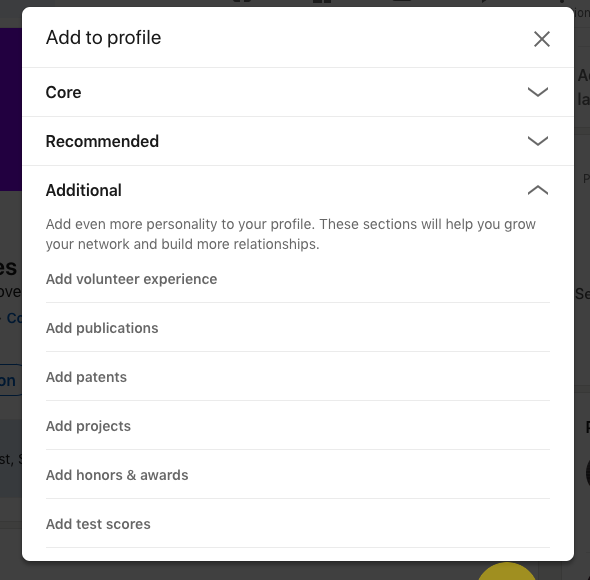 Add to profile
Core
Recommended
Additional
Add even more personality to your profile. These sections will help you grow
your network and build more relationships.
Add volunteer experience
Add publications
Add patents
Add projects
Add honors & awards
Add test scores